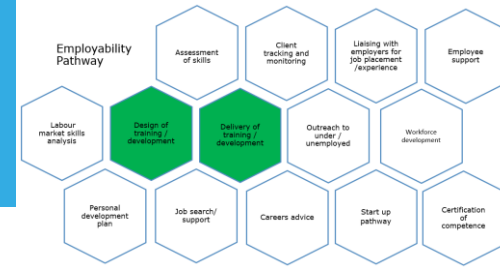 Employability
Pathway
Assessment
of skills
Client
tracking and
monitoring
Liaising with
employers for
job placement
/experience
Employee
support
Labour
market skills
analysis
Design of
training /
development
Delivery of
training /
development
Outreach to
under /
unemployed
Workforce
development
Personal
development
plan
Job search/
support
Careers advice
Start up
pathway
Certification
of
competence